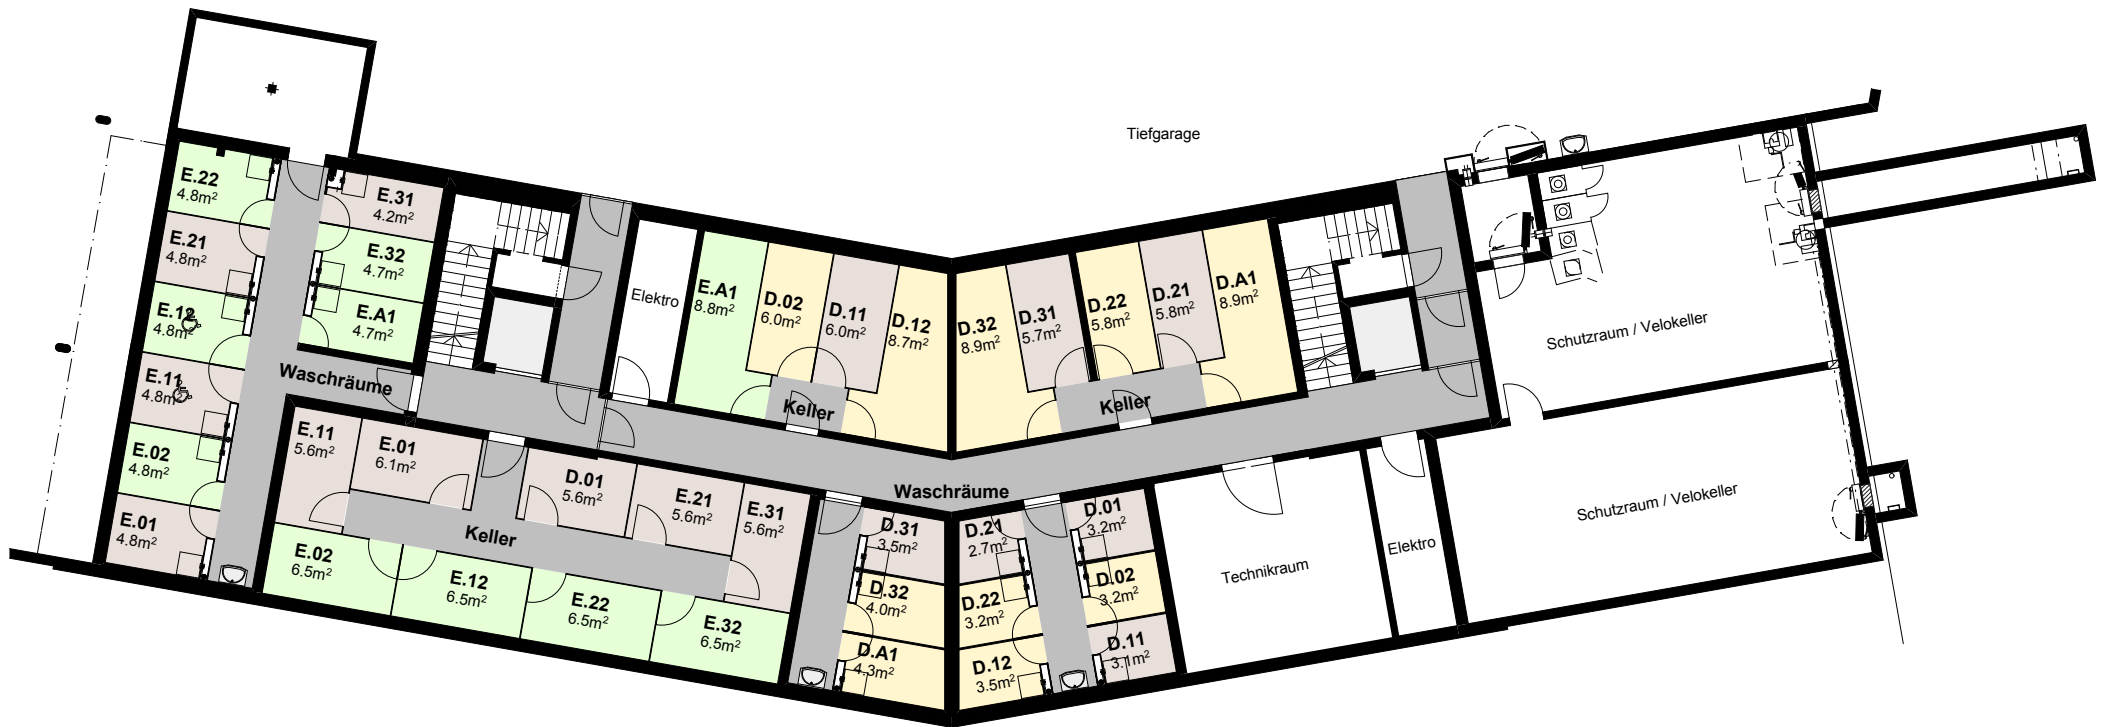 Tiefgarage
E.22
4.8m²
E.31
4.2m²
E.21
4.8m²
E.32
4.7m²
E.12
4.8m²
E.A1
4.7m²
E.11
4.8m²
Waschräume
E.02
4.8m²
E.01
4.8m²
Elektro
E.A1
8.8m²
D.02
6.0m²
D.11
6.0m²
D.12
8.7m²
Keller
D.32
8.9m²
D.31
5.7m²
D.22
5.8m²
D.21
5.8m²
D.A1
8.9m²
Keller
Schutzraum / Velokeller
E.11
5.6m²
E.01
6.1m²
D.01
5.6m²
E.21
5.6m²
E.31
5.6m²
Keller
E.02
6.5m²
E.12
6.5m²
E.22
6.5m²
E.32
6.5m²
Waschräume
D.31
3.5m²
D.32
4.0m²
D.A1
4.3m²
D.21
2.7m²
D.22
3.2m²
D.12
3.5m²
D.01
3.2m²
D.02
3.2m²
D.11
3.1m²
Technikraum
Elektro
Schutzraum / Velokeller